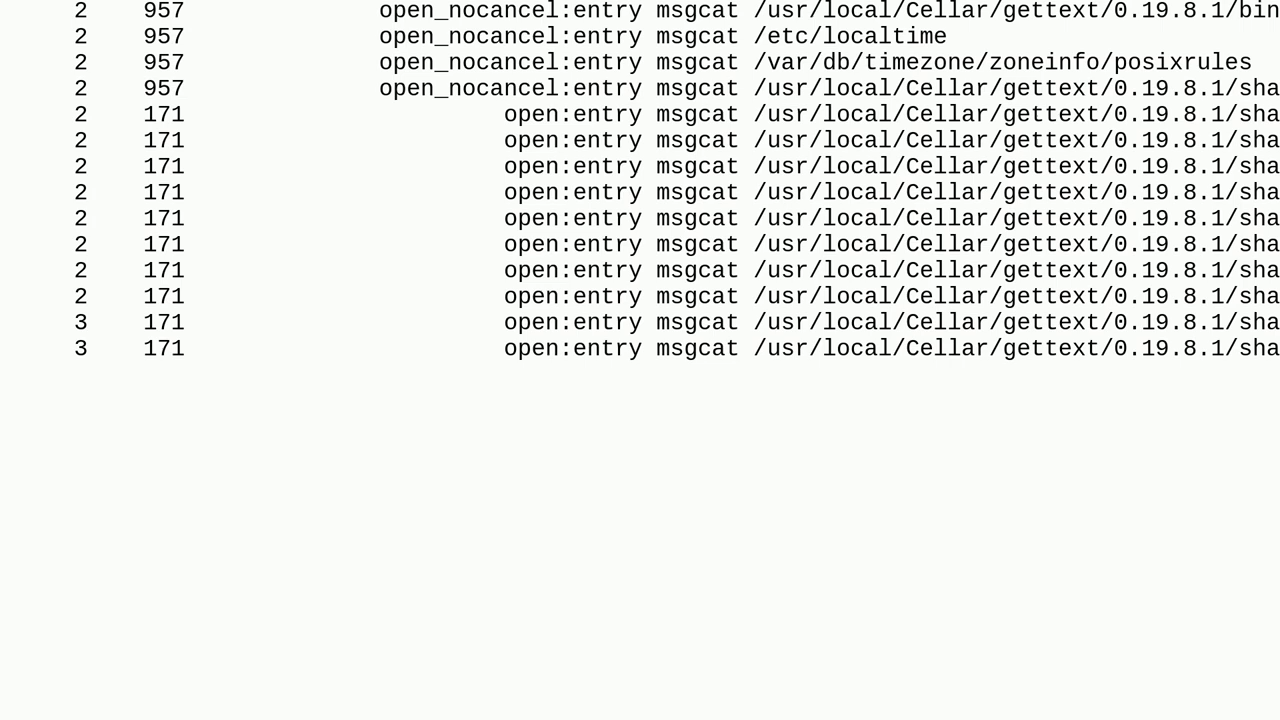 2 957 open_nocancel:entry msgcat /usr/local/Cellar/gettext/0.19.8.1/bin
2 957 open_nocancel:entry msgcat /etc/localtime
2 957 open_nocancel:entry msgcat /var/db/timezone/zoneinfo/posixrules
2 957 open_nocancel:entry msgcat /usr/local/Cellar/gettext/0.19.8.1/sha
2 171 open:entry msgcat /usr/local/Cellar/gettext/0.19.8.1/sha
2 171 open:entry msgcat /usr/local/Cellar/gettext/0.19.8.1/sha
2 171 open:entry msgcat /usr/local/Cellar/gettext/0.19.8.1/sha
2 171 open:entry msgcat /usr/local/Cellar/gettext/0.19.8.1/sha
2 171 open:entry msgcat /usr/local/Cellar/gettext/0.19.8.1/sha
2 171 open:entry msgcat /usr/local/Cellar/gettext/0.19.8.1/sha
2 171 open:entry msgcat /usr/local/Cellar/gettext/0.19.8.1/sha
2 171 open:entry msgcat /usr/local/Cellar/gettext/0.19.8.1/sha
3 171 open:entry msgcat /usr/local/Cellar/gettext/0.19.8.1/sha
3 171 open:entry msgcat /usr/local/Cellar/gettext/0.19.8.1/sha